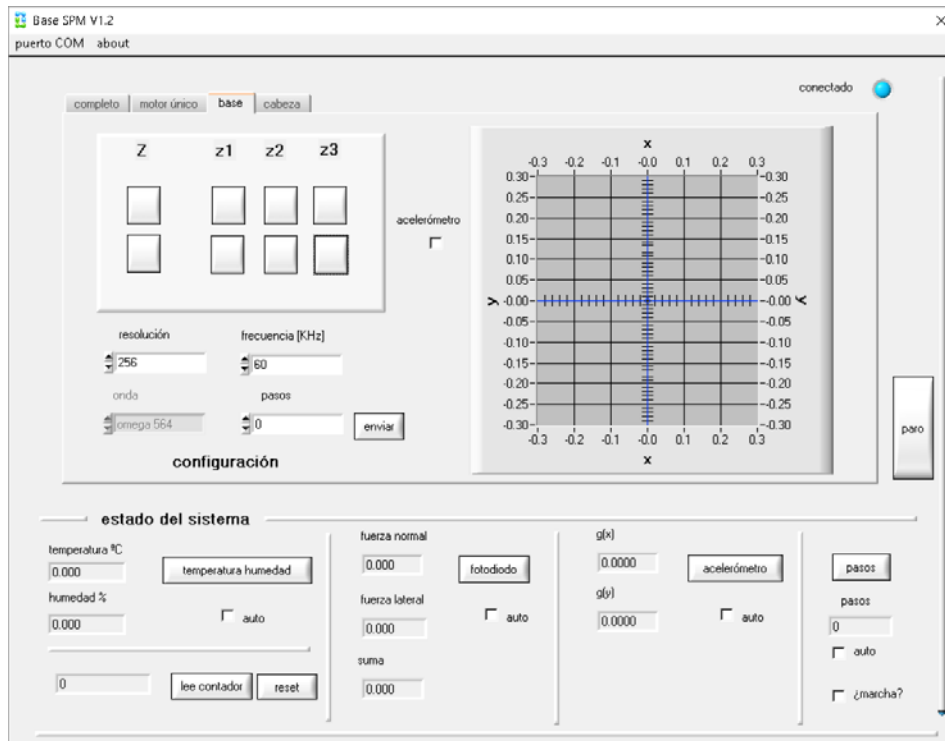 Base SPM V1.2
puerto COM about
conectado
completo motor único base cabeza
Z z1 z2 z3
acelerómetro
x
-0.3 -0.2 -0.1 -0.0 0.1 0.2 0.3
0.30 -0.30
0.25 -0.25
0.20 -0.20
0.15 -0.15
0.10 -0.10
0.05 -0.05
y -0.00 -0.00 y
-0.05 -0.05
-0.10 -0.10
-0.15 -0.15
-0.20 -0.20
-0.25 -0.25
-0.30 -0.30
-0.3 -0.2 -0.1 -0.0 0.1 0.2 0.3
x
resolución frecuencia [KHz]
256 60
onda pasos
omega 564 0 enviar
configuración
paro
estado del sistema
temperatura ºC
0.000 temperatura humedad
humedad %
0.000 auto
0 lee contador reset
fuerza normal
0.000 fotodiodo
fuerza lateral
0.000 auto
suma
0.000
g(x)
0.0000 acelerómetro
g(y)
0.0000 auto
pasos
pasos
0
auto
¿marcha?